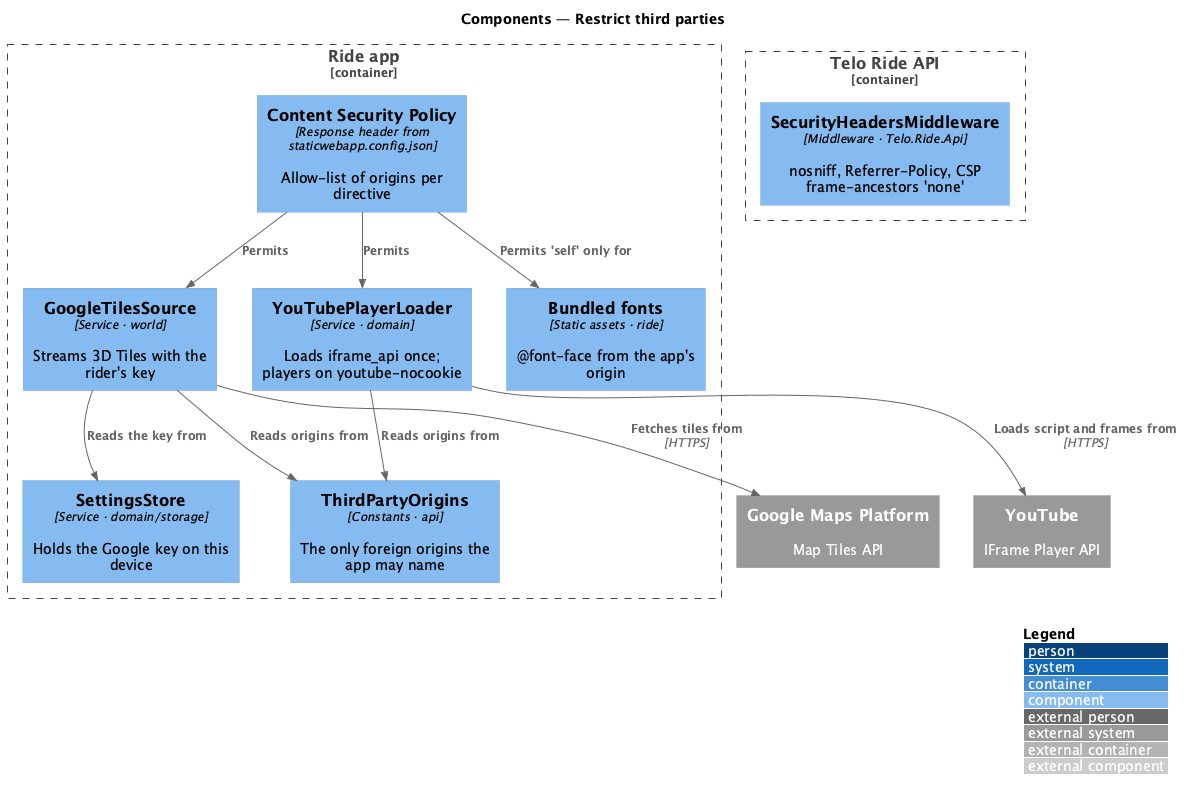 Components — Restrict third parties
Ride app
[container]
Telo Ride API
[container]
Content Security Policy
[Response header from
staticwebapp.config.json]
Allow-list of origins per
directive
SecurityHeadersMiddleware
[Middleware · Telo.Ride.Api]
nosniff, Referrer-Policy, CSP
frame-ancestors 'none'
Permits
Permits
Permits 'self' only for
GoogleTilesSource
[Service · world]
Streams 3D Tiles with the
rider's key
YouTubePlayerLoader
[Service · domain]
Loads iframe_api once;
players on youtube-nocookie
Bundled fonts
[Static assets · ride]
@font-face from the app's
origin
Reads the key from
Reads origins from
Reads origins from
Fetches tiles from
[HTTPS]
Loads script and frames from
[HTTPS]
SettingsStore
[Service · domain/storage]
Holds the Google key on this
device
ThirdPartyOrigins
[Constants · api]
The only foreign origins the
app may name
Google Maps Platform
Map Tiles API
YouTube
IFrame Player API
Legend
person
system
container
component
external person
external system
external container
external component